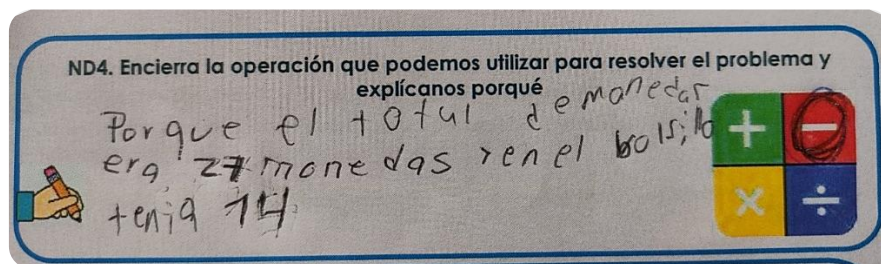 ND4. Encierra la operación que podemos utilizar para resolver el problema y
explícanos porqué
Porque el total de monedas
era 27 monedas y en el bolsillo
tenia 14
+ −
× ÷